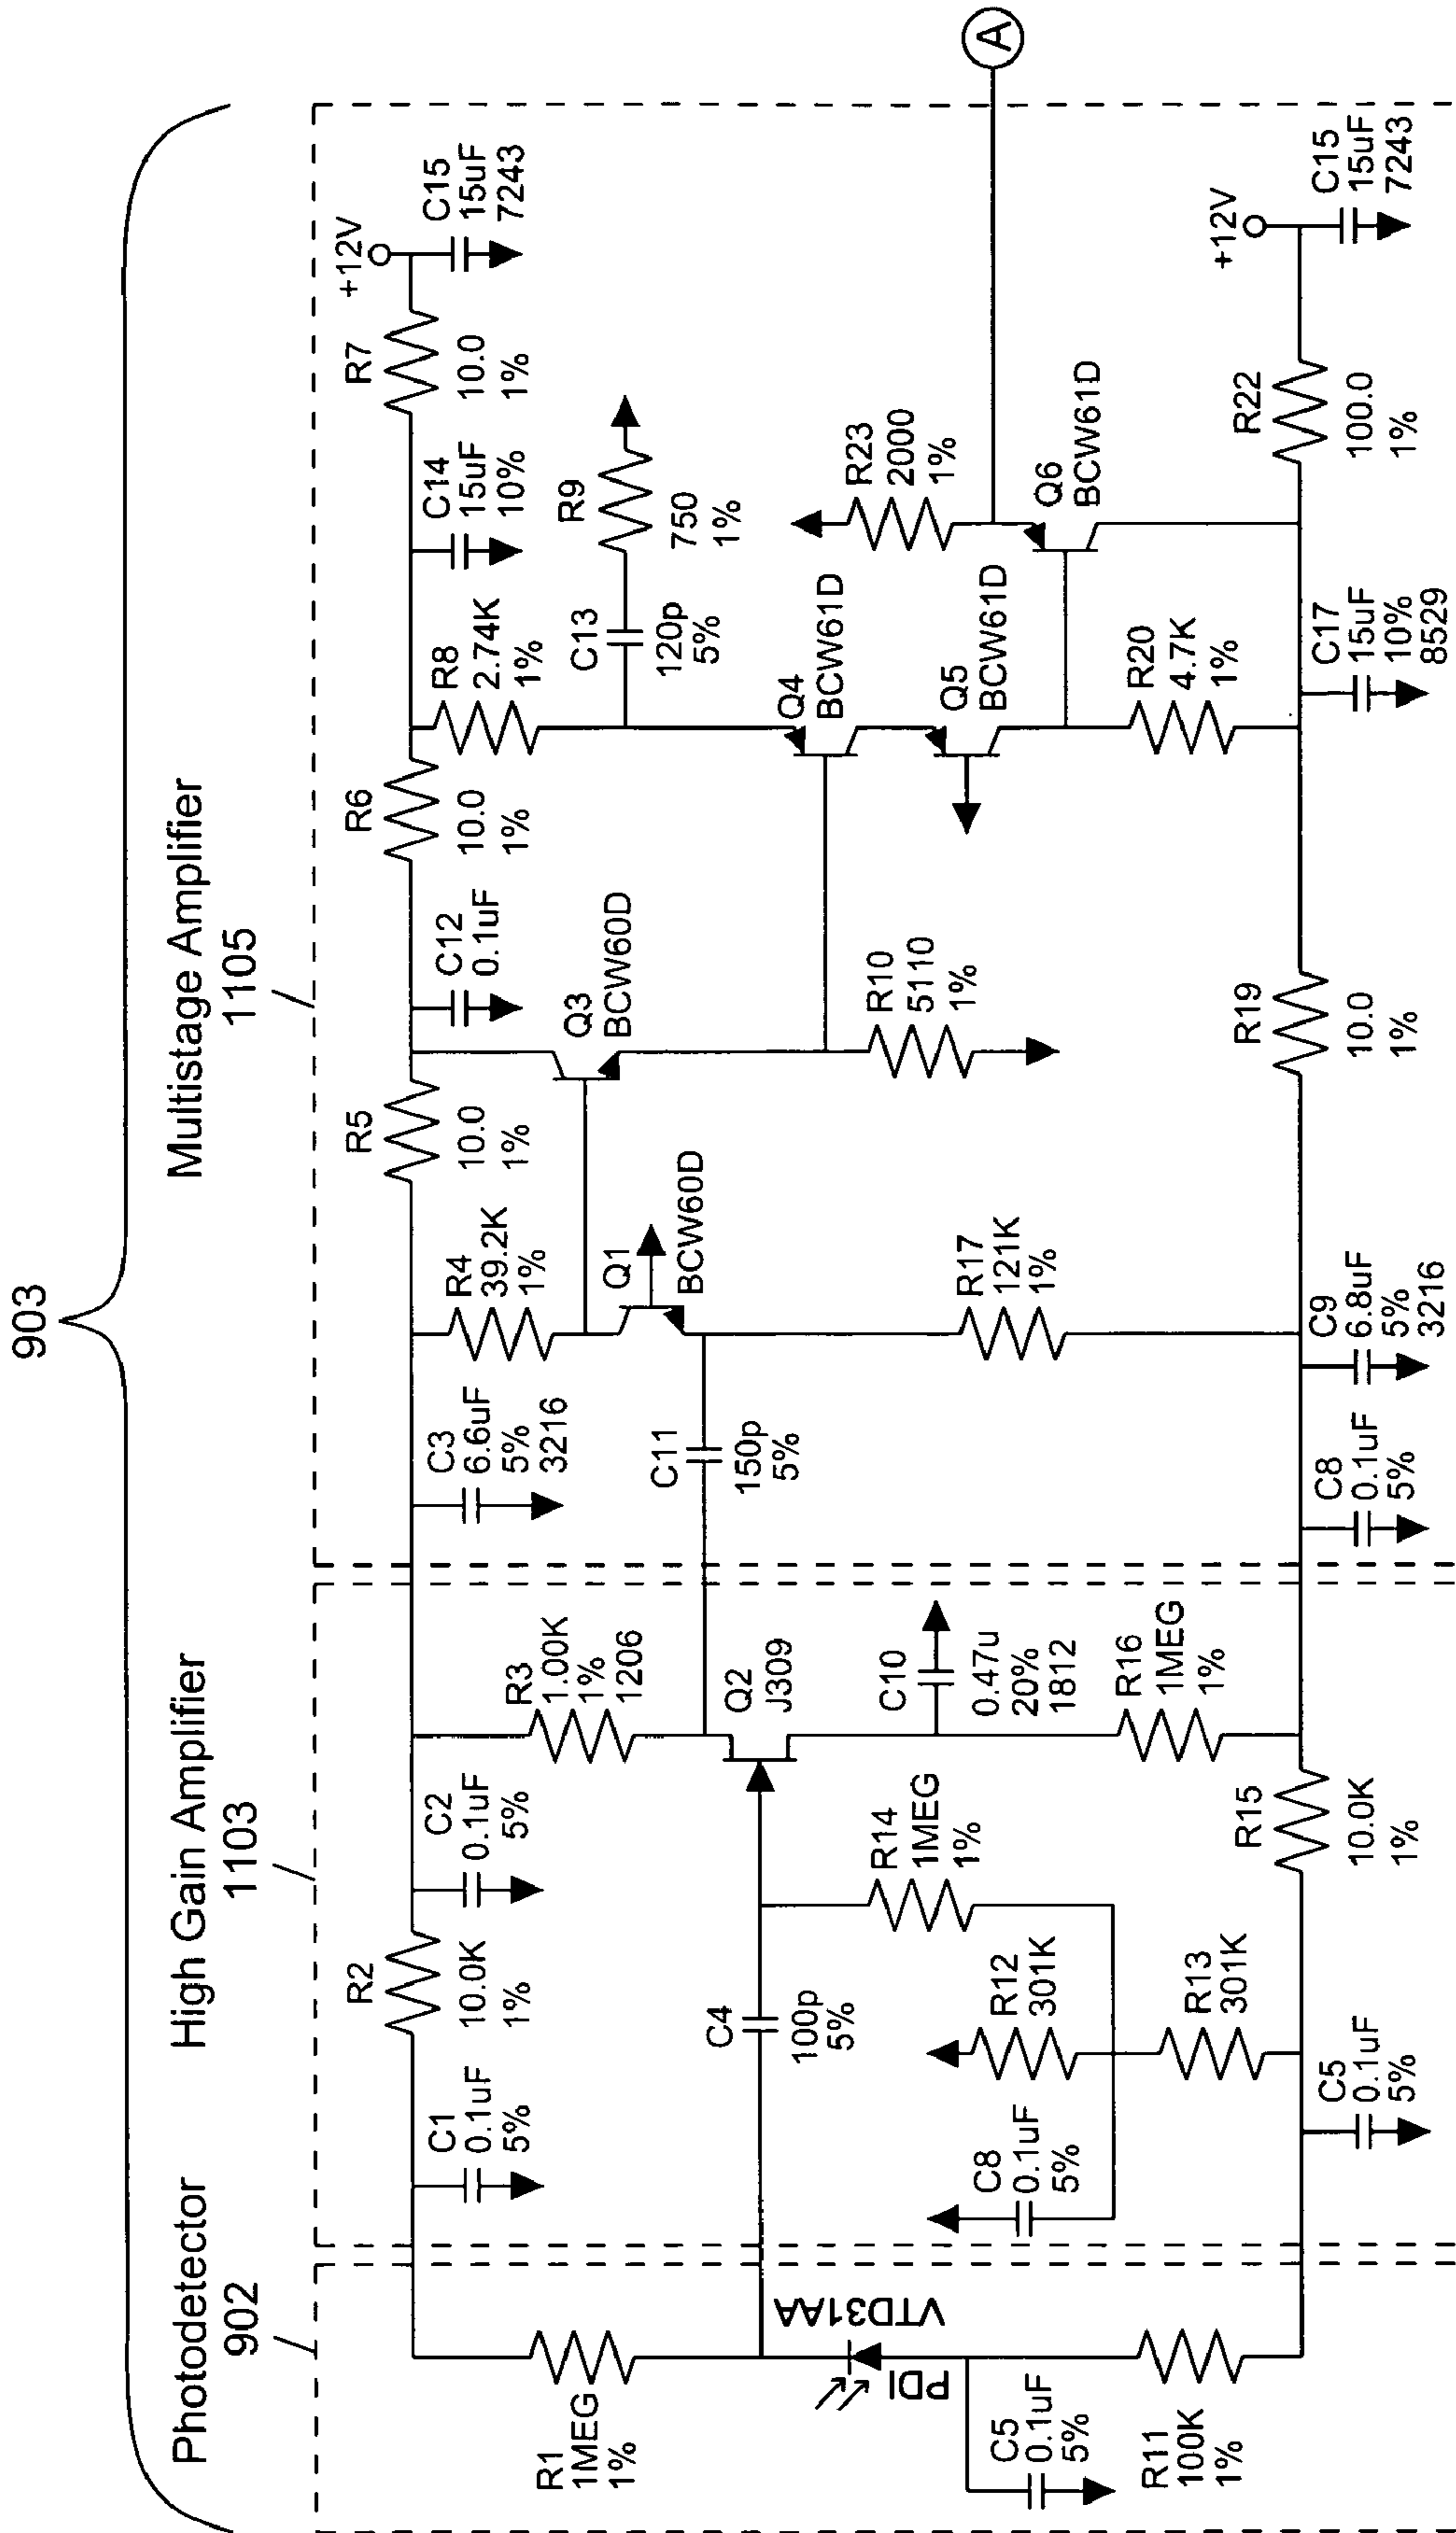 903
Photodetector
902
High Gain Amplifier
1103
Multistage Amplifier
1105
R1
1MEG
1%
PDI
VTD31AA
C5
0.1uF
5%
R11
100K
1%
C1
0.1uF
5%
R2
10.0K
1%
C2
0.1uF
5%
R3
1.00K
1%
1206
C4
100p
5%
Q2
J309
C8
0.1uF
5%
R12
301K
R13
301K
R14
1MEG
1%
C10
0.47u
20%
1812
R16
1MEG
1%
C5
0.1uF
5%
R15
10.0K
1%
C3
6.6uF
5%
3216
R4
39.2K
1%
Q1
BCW60D
C11
150p
5%
R17
121K
1%
C8
0.1uF
5%
C9
6.8uF
5%
3216
R5
10.0
1%
C12
0.1uF
Q3
BCW60D
R10
5110
1%
R19
10.0
1%
R6
10.0
1%
R8
2.74K
1%
C13
120p
5%
R9
750
1%
Q4
BCW61D
Q5
BCW61D
R20
4.7K
1%
C17
15uF
10%
8529
C14
15uF
10%
R7
10.0
1%
+12V
C15
15uF
7243
R23
2000
1%
Q6
BCW61D
R22
100.0
1%
+12V
C15
15uF
7243
A